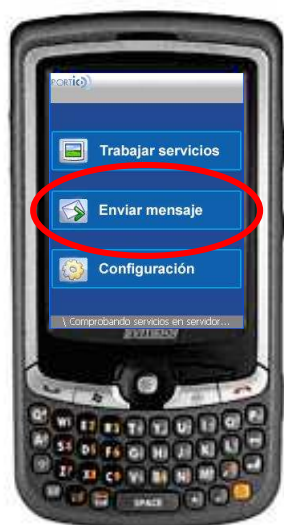 PORTIC
Trabajar servicios
Enviar mensaje
Configuración
\ Comprobando servicios en servidor...
SPACE